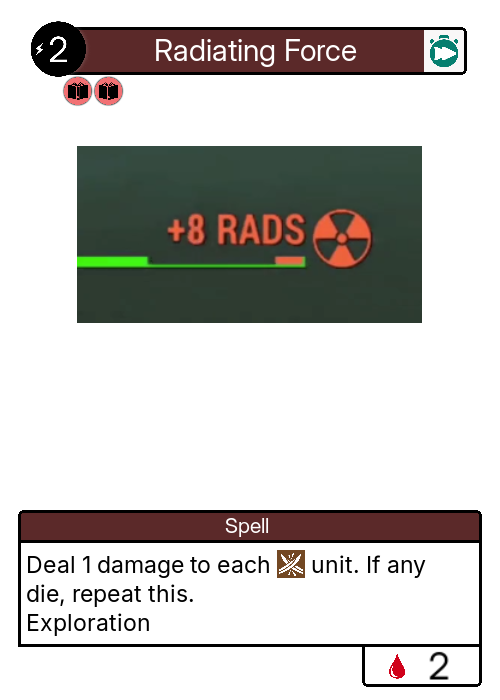 2
Radiating Force
+8 RADS
Spell
Deal 1 damage to each unit. If any
die, repeat this.
Exploration
2